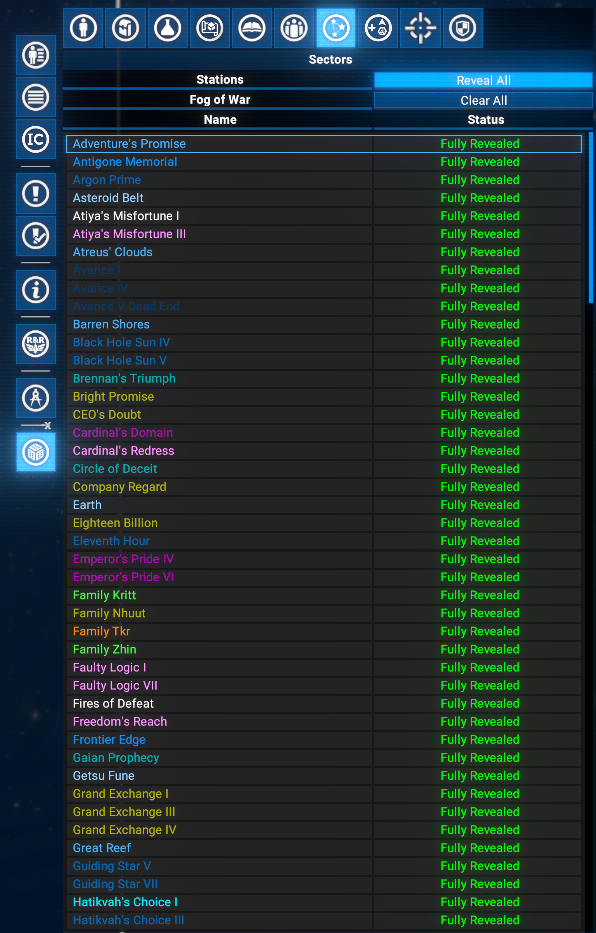 Sectors
Stations Reveal All
Fog of War Clear All
Name Status
Adventure's Promise Fully Revealed
Antigone Memorial Fully Revealed
Argon Prime Fully Revealed
Asteroid Belt Fully Revealed
Atiya's Misfortune I Fully Revealed
Atiya's Misfortune III Fully Revealed
Atreus' Clouds Fully Revealed
Avarice I Fully Revealed
Avarice IV Fully Revealed
Avarice V Dead End Fully Revealed
IC
Barren Shores Fully Revealed
Black Hole Sun IV Fully Revealed
R&R
Black Hole Sun V Fully Revealed
Brennan's Triumph Fully Revealed
Bright Promise Fully Revealed
CEO's Doubt Fully Revealed
x
Cardinal's Domain Fully Revealed
Cardinal's Redress Fully Revealed
Circle of Deceit Fully Revealed
Company Regard Fully Revealed
Earth Fully Revealed
Eighteen Billion Fully Revealed
Eleventh Hour Fully Revealed
Emperor's Pride IV Fully Revealed
Emperor's Pride VI Fully Revealed
Family Kritt Fully Revealed
Family Nhuut Fully Revealed
Family Tkr Fully Revealed
Family Zhin Fully Revealed
Faulty Logic I Fully Revealed
Faulty Logic VII Fully Revealed
Fires of Defeat Fully Revealed
Freedom's Reach Fully Revealed
Frontier Edge Fully Revealed
Gaian Prophecy Fully Revealed
Getsu Fune Fully Revealed
Grand Exchange I Fully Revealed
Grand Exchange III Fully Revealed
Grand Exchange IV Fully Revealed
Great Reef Fully Revealed
Guiding Star V Fully Revealed
Guiding Star VII Fully Revealed
Hatikvah's Choice I Fully Revealed
Hatikvah's Choice III Fully Revealed